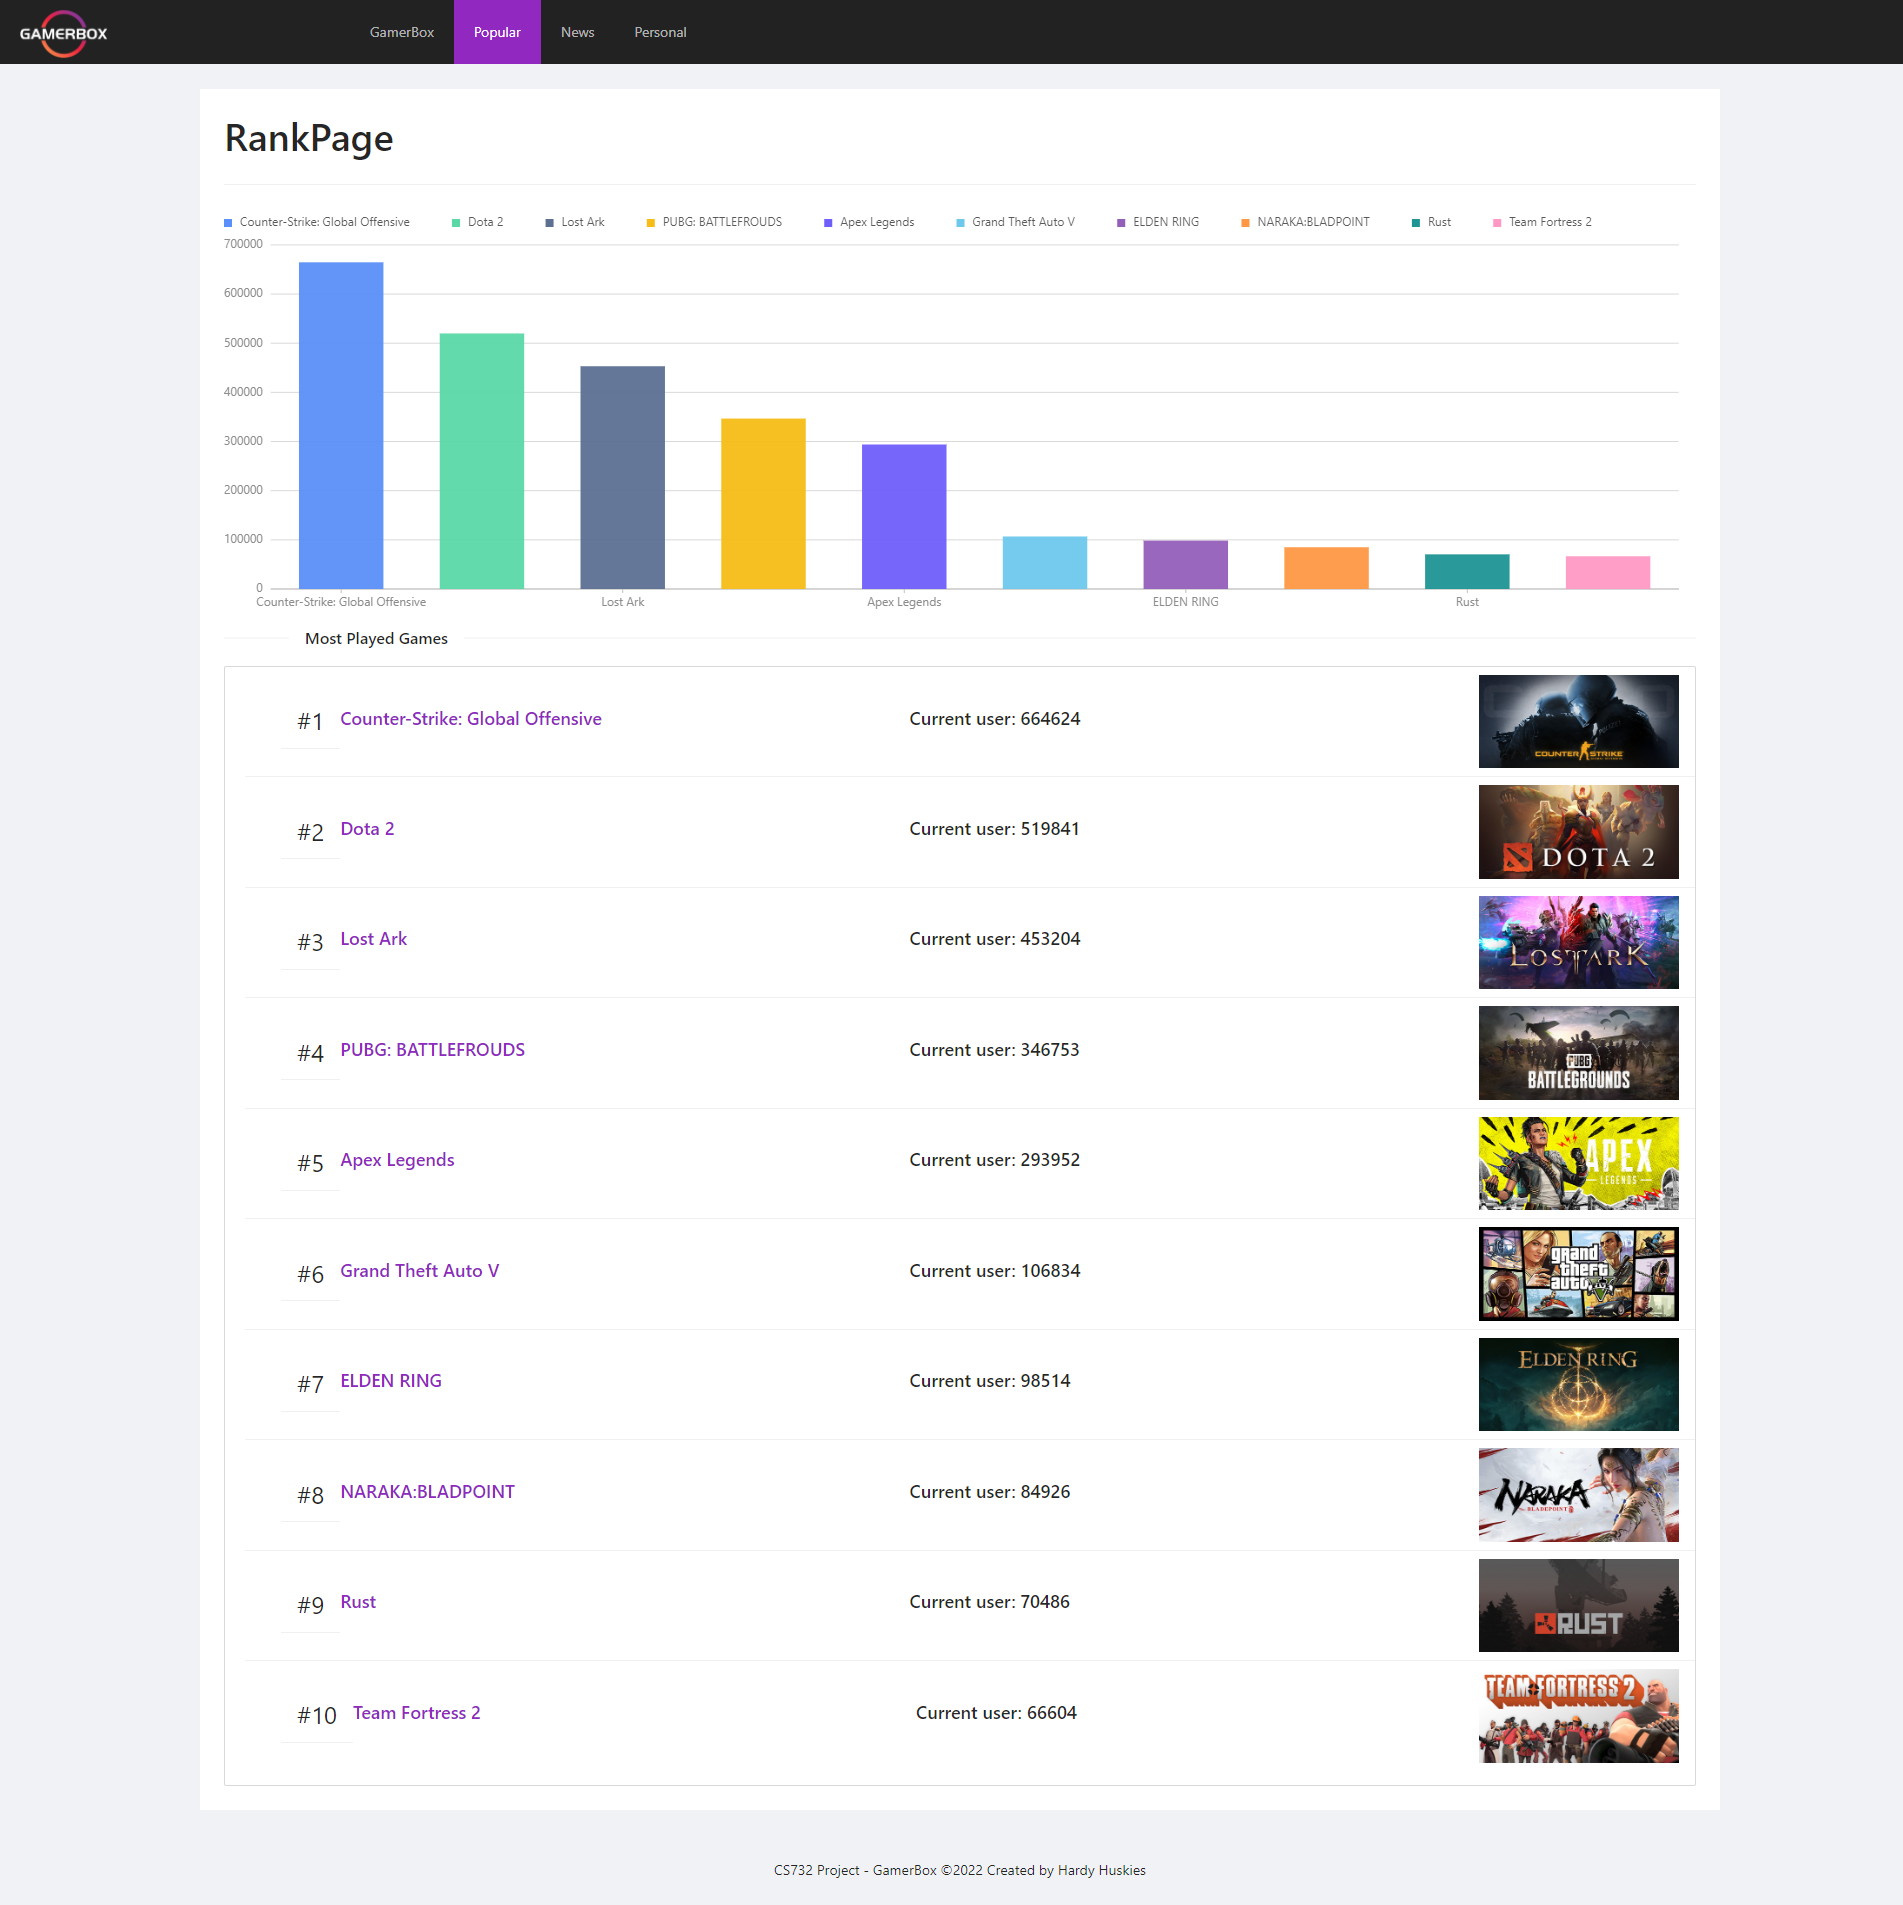 GAMERBOX
GamerBox Popular News Personal
RankPage
Counter-Strike: Global Offensive Dota 2 Lost Ark PUBG: BATTLEFROUDS Apex Legends Grand Theft Auto V ELDEN RING NARAKA:BLADPOINT Rust Team Fortress 2
700000
600000
500000
400000
300000
200000
100000
0
Counter-Strike: Global Offensive Lost Ark Apex Legends ELDEN RING Rust
Most Played Games
#1 Counter-Strike: Global Offensive Current user: 664624
COUNTER STRIKE
#2 Dota 2 Current user: 519841
DOTA 2
#3 Lost Ark Current user: 453204
LOST ARK
#4 PUBG: BATTLEFROUDS Current user: 346753
PUBG
BATTLEGROUNDS
#5 Apex Legends Current user: 293952
APEX
LEGENDS
#6 Grand Theft Auto V Current user: 106834
grand
theft
auto
V
#7 ELDEN RING Current user: 98514
ELDEN RING
#8 NARAKA:BLADPOINT Current user: 84926
NARAKA
BLADEPOINT
#9 Rust Current user: 70486
RUST
#10 Team Fortress 2 Current user: 66604
TEAM FORTRESS 2
CS732 Project - GamerBox ©2022 Created by Hardy Huskies